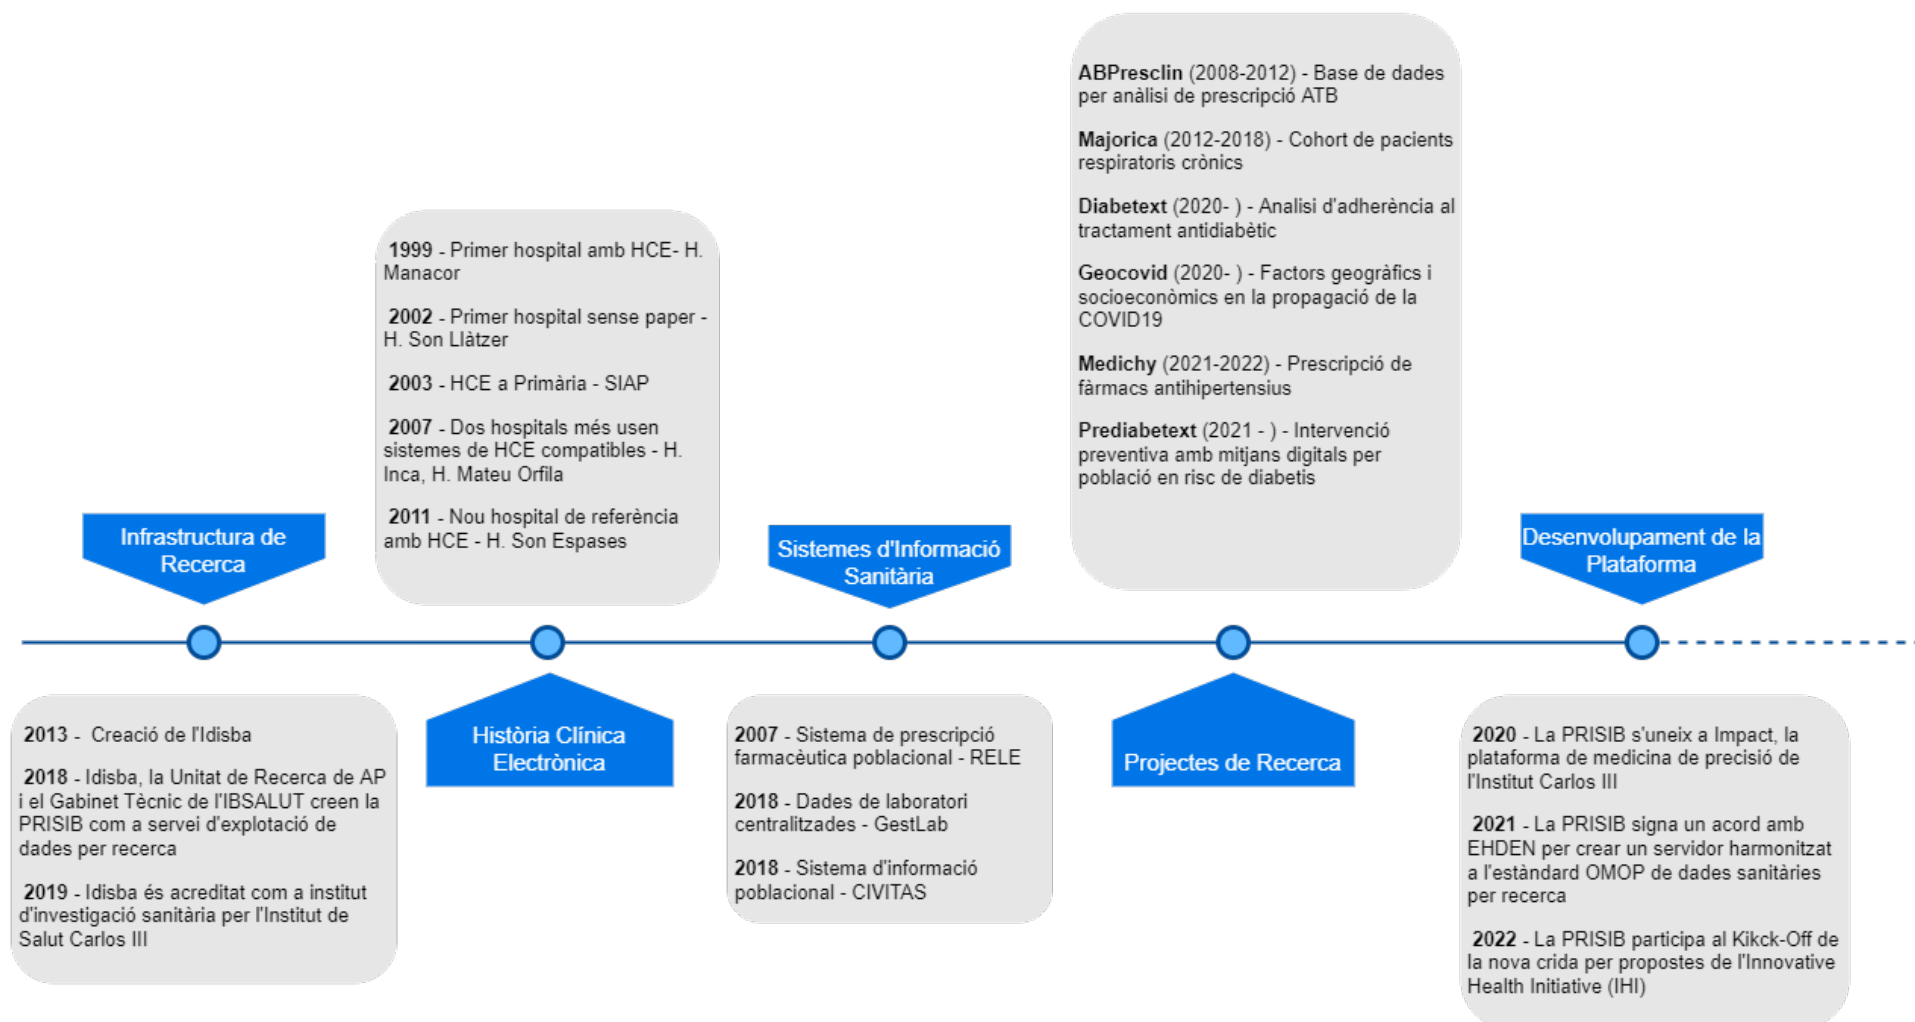 Infrastructura de
Recerca
2013 - Creació de l'Idisba
2018 - Idisba, la Unitat de Recerca de AP
i el Gabinet Tècnic de l'IBSALUT creen la
PRISIB com a servei d'explotació de
dades per recerca
2019 - Idisba és acreditat com a institut
d'investigació sanitària per l'Institut de
Salut Carlos III
1999 - Primer hospital amb HCE- H.
Manacor
2002 - Primer hospital sense paper -
H. Son Llàtzer
2003 - HCE a Primària - SIAP
2007 - Dos hospitals més usen
sistemes de HCE compatibles - H.
Inca, H. Mateu Orfila
2011 - Nou hospital de referència
amb HCE - H. Son Espases
Història Clínica
Electrònica
Sistemes d'Informació
Sanitària
2007 - Sistema de prescripció
farmacèutica poblacional - RELE
2018 - Dades de laboratori
centralitzades - GestLab
2018 - Sistema d'informació
poblacional - CIVITAS
ABPresclin (2008-2012) - Base de dades
per anàlisi de prescripció ATB
Majorica (2012-2018) - Cohort de pacients
respiratoris crònics
Diabetext (2020- ) - Analisi d'adherència al
tractament antidiabètic
Geocovid (2020- ) - Factors geogràfics i
socioeconòmics en la propagació de la
COVID19
Medichy (2021-2022) - Prescripció de
fàrmacs antihipertensius
Prediabetext (2021 - ) - Intervenció
preventiva amb mitjans digitals per
població en risc de diabetis
Projectes de Recerca
Desenvolupament de la
Plataforma
2020 - La PRISIB s'uneix a Impact, la
plataforma de medicina de precisió de
l'Institut Carlos III
2021 - La PRISIB signa un acord amb
EHDEN per crear un servidor harmonitzat
a l'estàndard OMOP de dades sanitàries
per recerca
2022 - La PRISIB participa al Kikck-Off de
la nova crida per propostes de l'Innovative
Health Initiative (IHI)